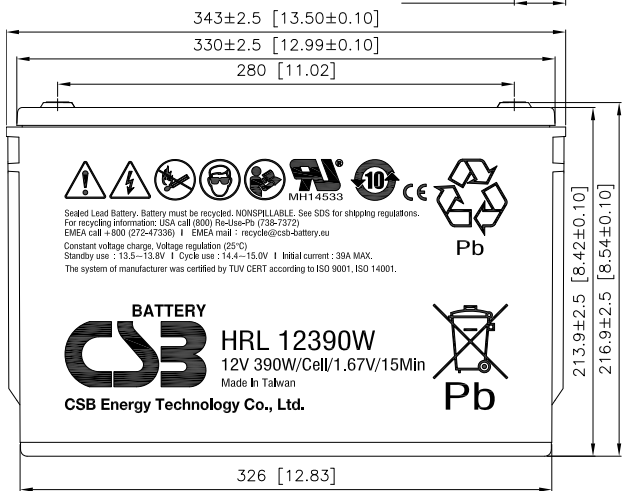 343±2.5 [13.50±0.10]
330±2.5 [12.99±0.10]
280 [11.02]
MH14533
10
CE
Pb
Sealed Lead Battery. Battery must be recycled. NONSPILLABLE. See SDS for shipping regulations.
For recycling information: USA call (800) Re-Use-Pb (738-7372)
EMEA call +800 (272-47336) I EMEA mail : recycle@csb-battery.eu
Constant voltage charge, Voltage regulation (25°C)
Standby use : 13.5~13.8V I Cycle use : 14.4~15.0V I Initial current : 39A MAX.
The system of manufacturer was certified by TUV CERT according to ISO 9001, ISO 14001.
BATTERY
CSB
HRL 12390W
12V 390W/Cell/1.67V/15Min
Made In Taiwan
CSB Energy Technology Co., Ltd.
Pb
213.9±2.5 [8.42±0.10]
216.9±2.5 [8.54±0.10]
326 [12.83]